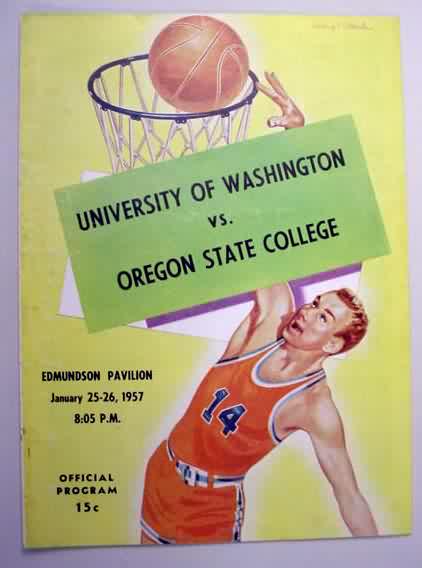 UNIVERSITY OF WASHINGTON
vs.
OREGON STATE COLLEGE
EDMUNDSON PAVILION
January 25-26, 1957
8:05 P.M.
14
OFFICIAL
PROGRAM
15c